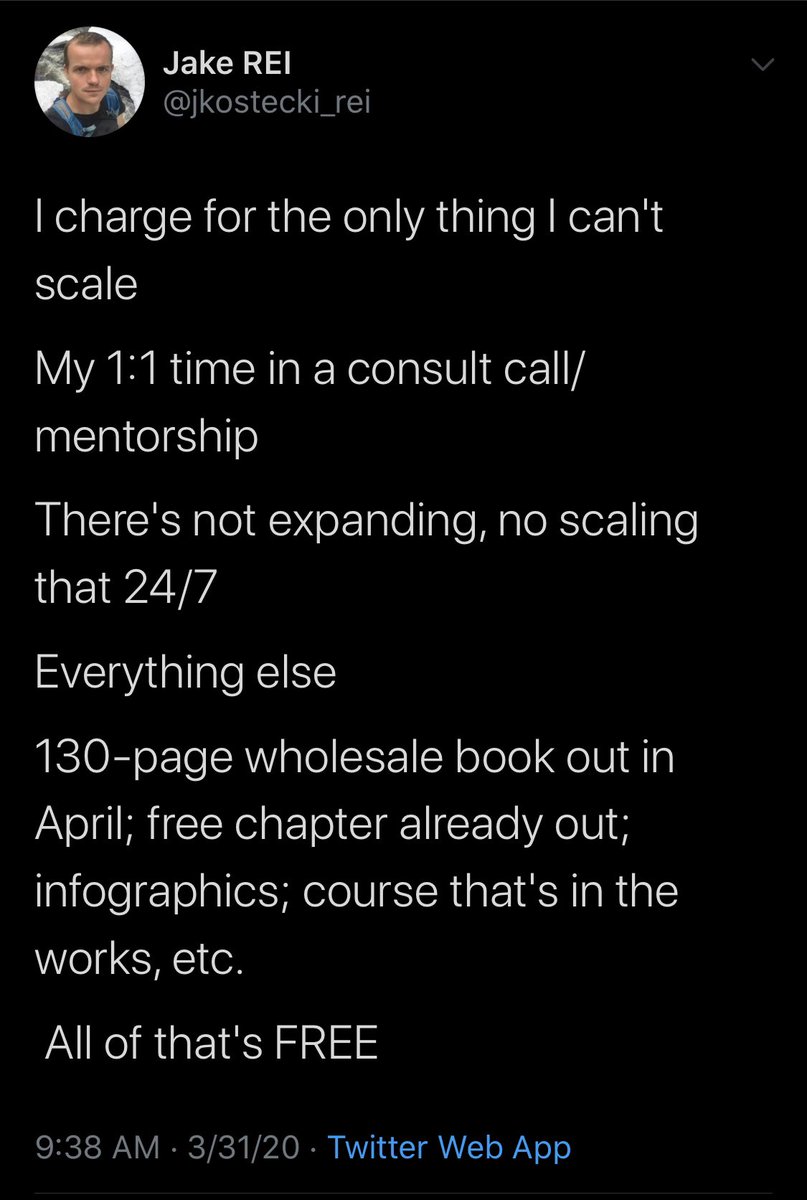 Jake REI
@jkostecki_rei
I charge for the only thing I can't
scale
My 1:1 time in a consult call/
mentorship
There's not expanding, no scaling
that 24/7
Everything else
130-page wholesale book out in
April; free chapter already out;
infographics; course that's in the
works, etc.
All of that's FREE
9:38 AM · 3/31/20 · Twitter Web App